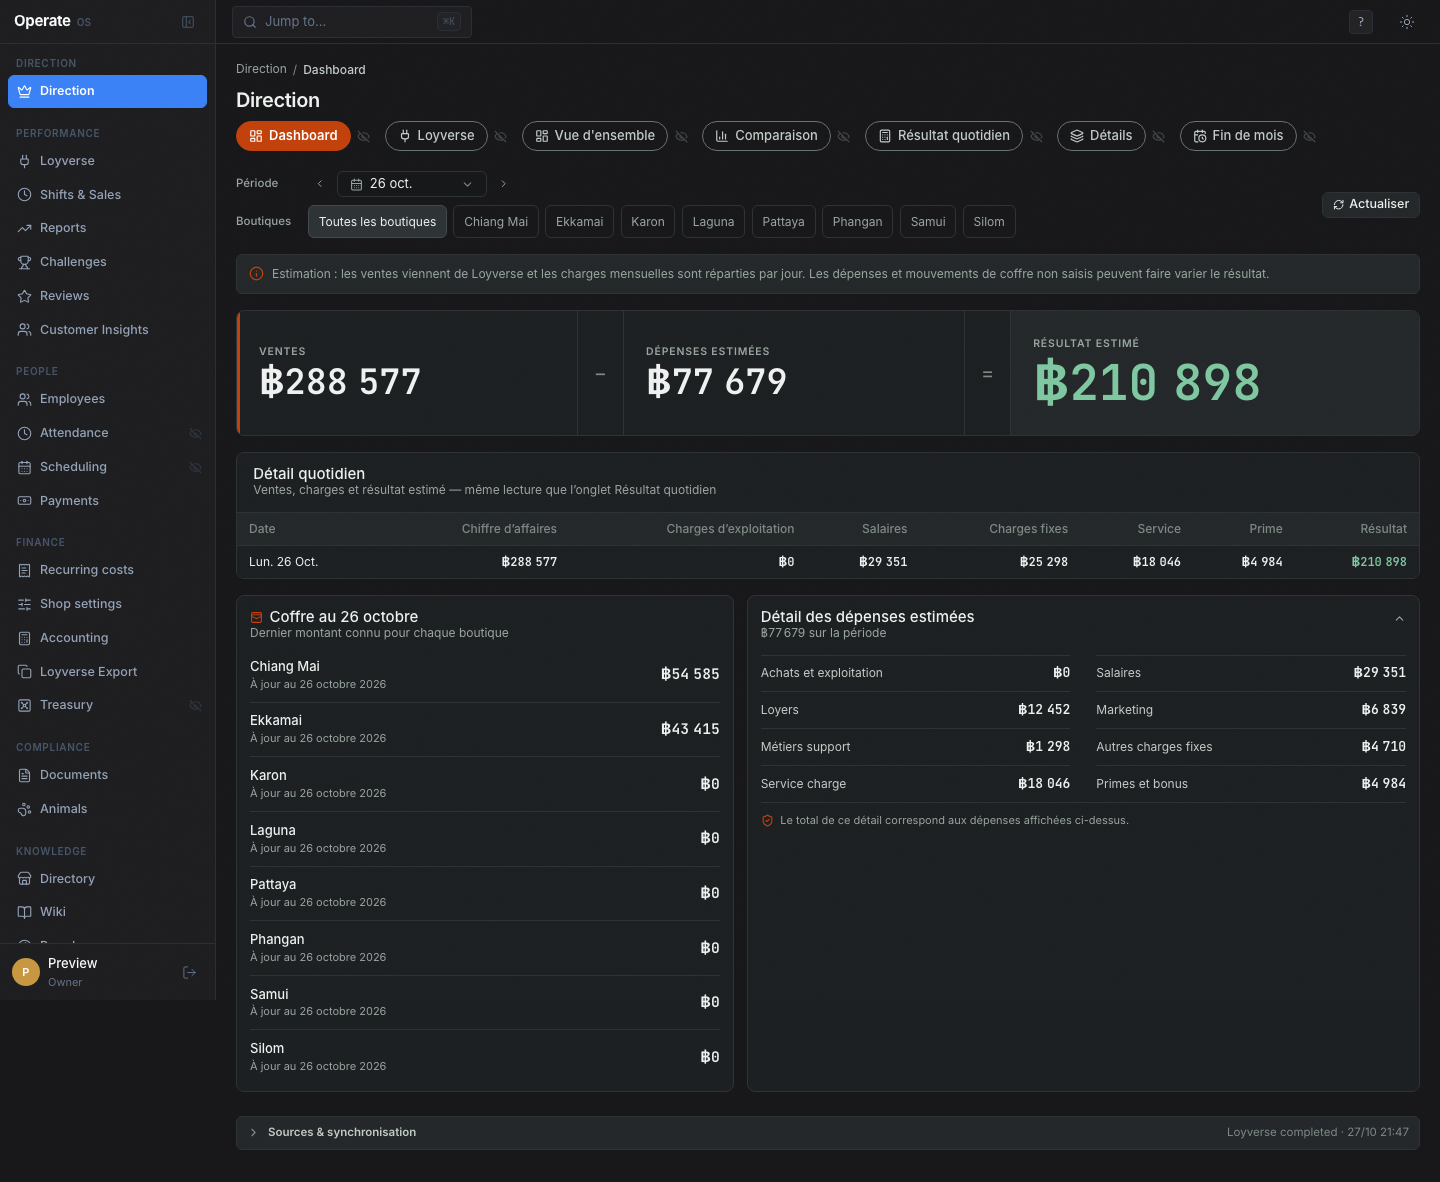 Operate OS
Jump to...
⌘K
?
DIRECTION
Direction
PERFORMANCE
Loyverse
Shifts & Sales
Reports
Challenges
Reviews
Customer Insights
PEOPLE
Employees
Attendance
Scheduling
Payments
FINANCE
Recurring costs
Shop settings
Accounting
Loyverse Export
Treasury
COMPLIANCE
Documents
Animals
KNOWLEDGE
Directory
Wiki
P
Preview
Owner
Direction / Dashboard
Direction
Dashboard
Loyverse
Vue d'ensemble
Comparaison
Résultat quotidien
Détails
Fin de mois
Période
26 oct.
Boutiques
Toutes les boutiques
Chiang Mai
Ekkamai
Karon
Laguna
Pattaya
Phangan
Samui
Silom
Actualiser
Estimation : les ventes viennent de Loyverse et les charges mensuelles sont réparties par jour. Les dépenses et mouvements de coffre non saisis peuvent faire varier le résultat.
VENTES
฿288 577
−
DÉPENSES ESTIMÉES
฿77 679
=
RÉSULTAT ESTIMÉ
฿210 898
Détail quotidien
Ventes, charges et résultat estimé — même lecture que l’onglet Résultat quotidien
Date Chiffre d’affaires Charges d’exploitation Salaires Charges fixes Service Prime Résultat
Lun. 26 Oct. ฿288 577 ฿0 ฿29 351 ฿25 298 ฿18 046 ฿4 984 ฿210 898
Coffre au 26 octobre
Dernier montant connu pour chaque boutique
Chiang Mai
À jour au 26 octobre 2026
฿54 585
Ekkamai
À jour au 26 octobre 2026
฿43 415
Karon
À jour au 26 octobre 2026
฿0
Laguna
À jour au 26 octobre 2026
฿0
Pattaya
À jour au 26 octobre 2026
฿0
Phangan
À jour au 26 octobre 2026
฿0
Samui
À jour au 26 octobre 2026
฿0
Silom
À jour au 26 octobre 2026
฿0
Détail des dépenses estimées
฿77 679 sur la période
Achats et exploitation ฿0
Salaires ฿29 351
Loyers ฿12 452
Marketing ฿6 839
Métiers support ฿1 298
Autres charges fixes ฿4 710
Service charge ฿18 046
Primes et bonus ฿4 984
Le total de ce détail correspond aux dépenses affichées ci-dessus.
Sources & synchronisation
Loyverse completed · 27/10 21:47